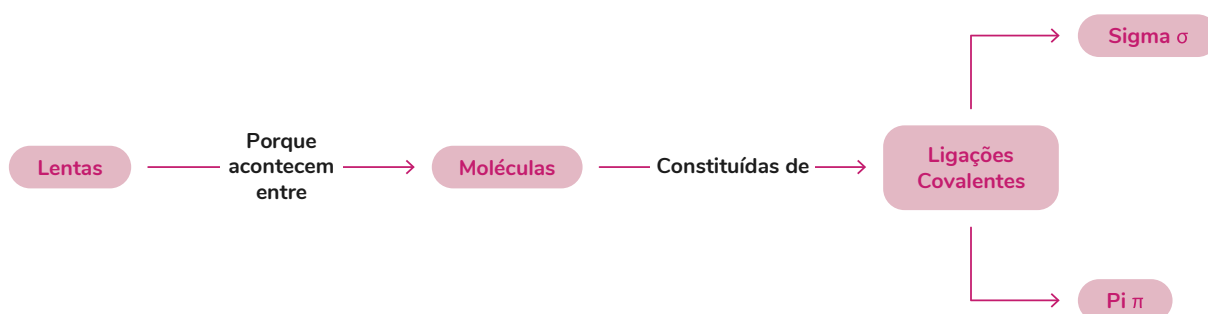 Lentas
Porque
acontecem
entre
Moléculas
Constituídas de
Ligações
Covalentes
Sigma σ
Pi π